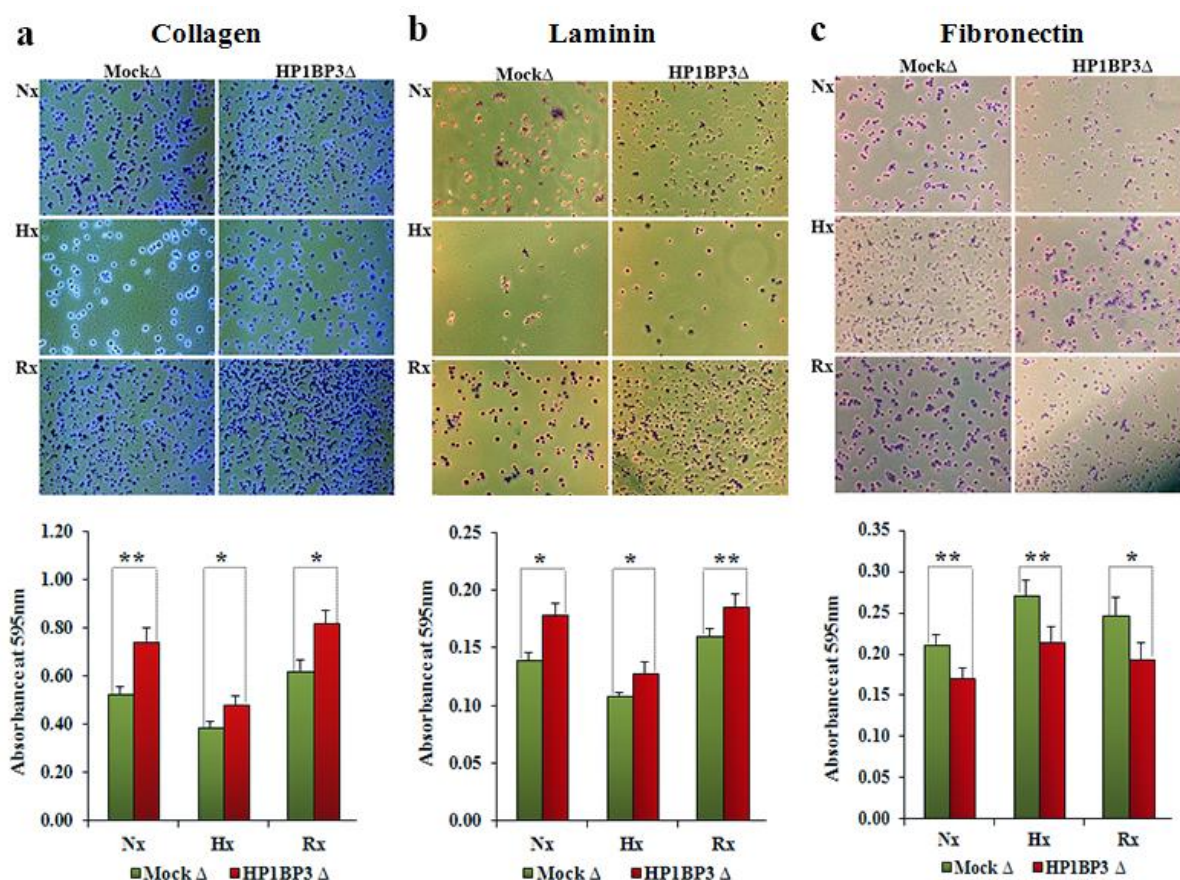 a Collagen
MockΔ HP1BP3Δ
Nx
Hx
Rx
** * *
Absorbance at 595nm
1.20
1.00
0.80
0.60
0.40
0.20
0.00
Nx Hx Rx
Mock Δ HP1BP3 Δ
b Laminin
MockΔ HP1BP3Δ
Nx
Hx
Rx
* * **
Absorbance at 595nm
0.25
0.20
0.15
0.10
0.05
0.00
Nx Hx Rx
Mock Δ HP1BP3 Δ
c Fibronectin
MockΔ HP1BP3Δ
Nx
Hx
Rx
** ** *
Absorbance at 595nm
0.35
0.30
0.25
0.20
0.15
0.10
0.05
0.00
Nx Hx Rx
Mock Δ HP1BP3 Δ